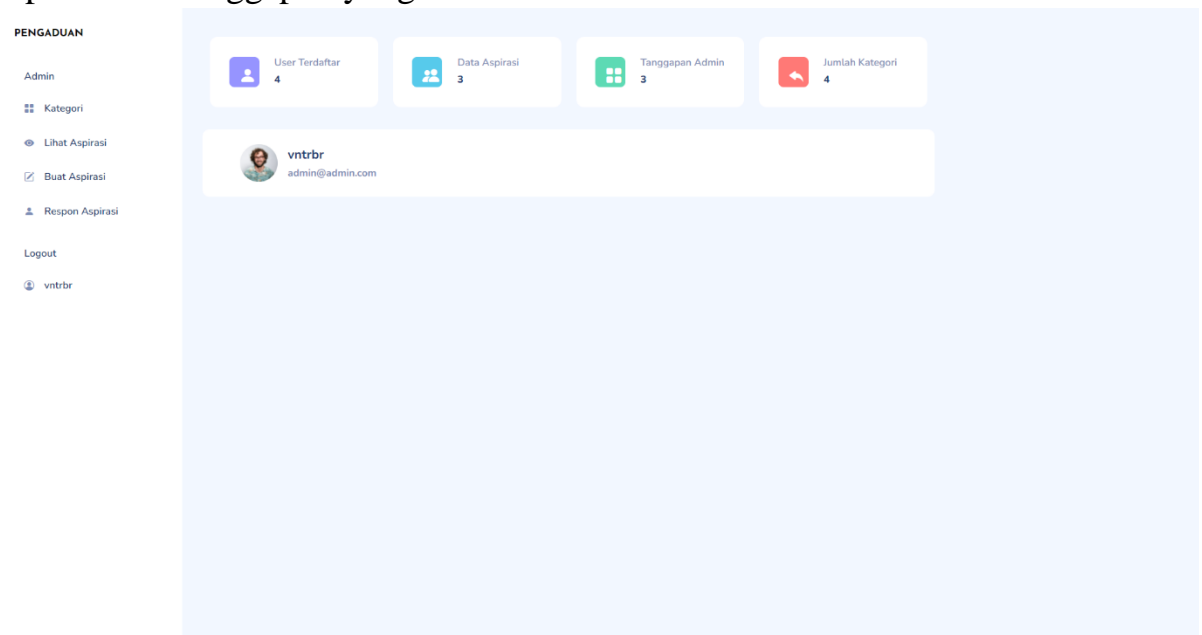 PENGADUAN
Admin
Kategori
Lihat Aspirasi
Buat Aspirasi
Respon Aspirasi
Logout
vntrbr
User Terdaftar
4
Data Aspirasi
3
Tanggapan Admin
3
Jumlah Kategori
4
vntrbr
admin@admin.com